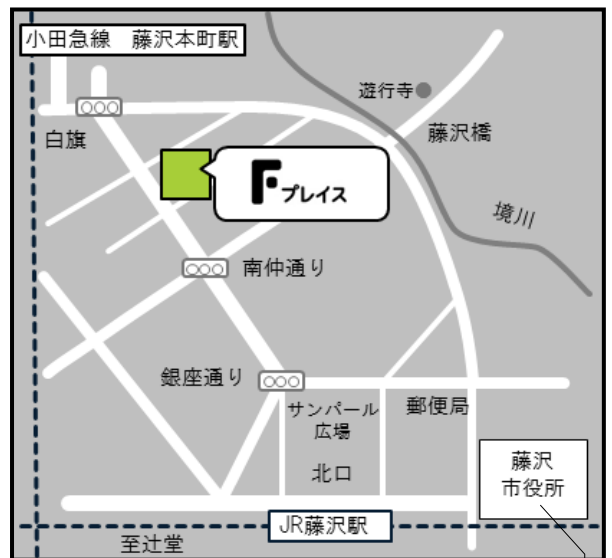 小田急線　藤沢本町駅
遊行寺
白旗
藤沢橋
Fプレイス
境川
南仲通り
銀座通り
サンパール
広場
郵便局
北口
藤沢
市役所
JR藤沢駅
至辻堂